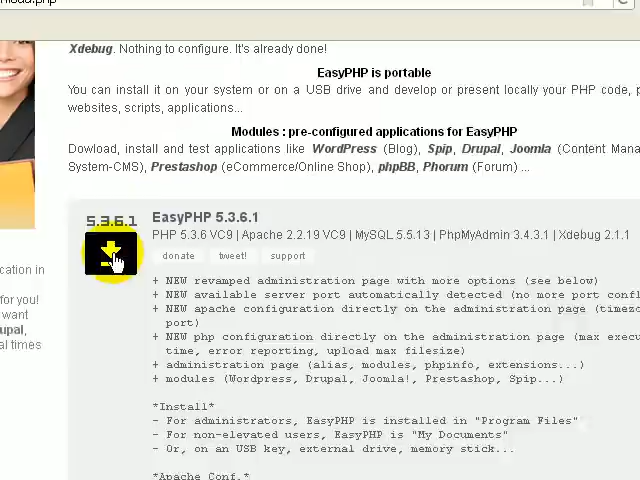 nload.php
Xdebug. Nothing to configure. It's already done!
EasyPHP is portable
You can install it on your system or on a USB drive and develop or present locally your PHP code,
websites, scripts, applications...
Modules : pre-configured applications for EasyPHP
Dowload, install and test applications like WordPress (Blog), Spip, Drupal, Joomla (Content Mana
System-CMS), Prestashop (eCommerce/Online Shop), phpBB, Phorum (Forum) ...
5.3.6.1
EasyPHP 5.3.6.1
PHP 5.3.6 VC9 | Apache 2.2.19 VC9 | MySQL 5.5.13 | PhpMyAdmin 3.4.3.1 | Xdebug 2.1.1
donate tweet! support
cation in
for you!
want
upal,
al times
+ NEW revamped administration page with more options (see below)
+ NEW available server port automatically detected (no more port confl
+ NEW apache configuration directly on the administration page (timezo
port)
+ NEW php configuration directly on the administration page (max execu
time, error reporting, upload max filesize)
+ administration page (alias, modules, phpinfo, extensions...)
+ modules (Wordpress, Drupal, Joomla!, Prestashop, Spip...)
*Install*
- For administrators, EasyPHP is installed in "Program Files"
- For non-elevated users, EasyPHP is "My Documents"
- Or, on an USB key, external drive, memory stick...
*Apache Conf.*